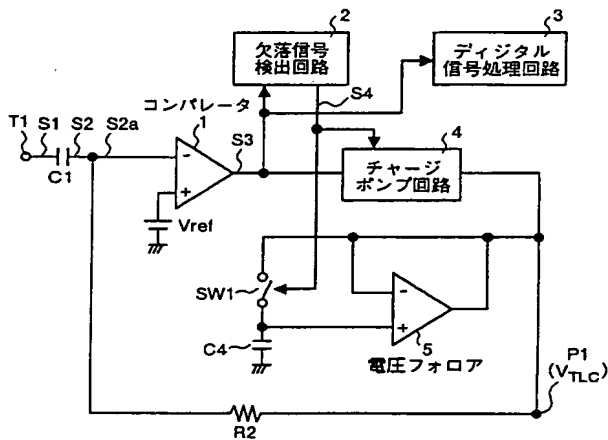 2
3
欠落信号
検出回路
ディジタル
信号処理回路
S4
コンパレータ
T1
S1
S2
S2a
1
S3
4
C1
チャージ
ポンプ回路
-
+
Vref
SW1
-
+
C4
5
電圧フォロア
P1
(VTLC)
R2